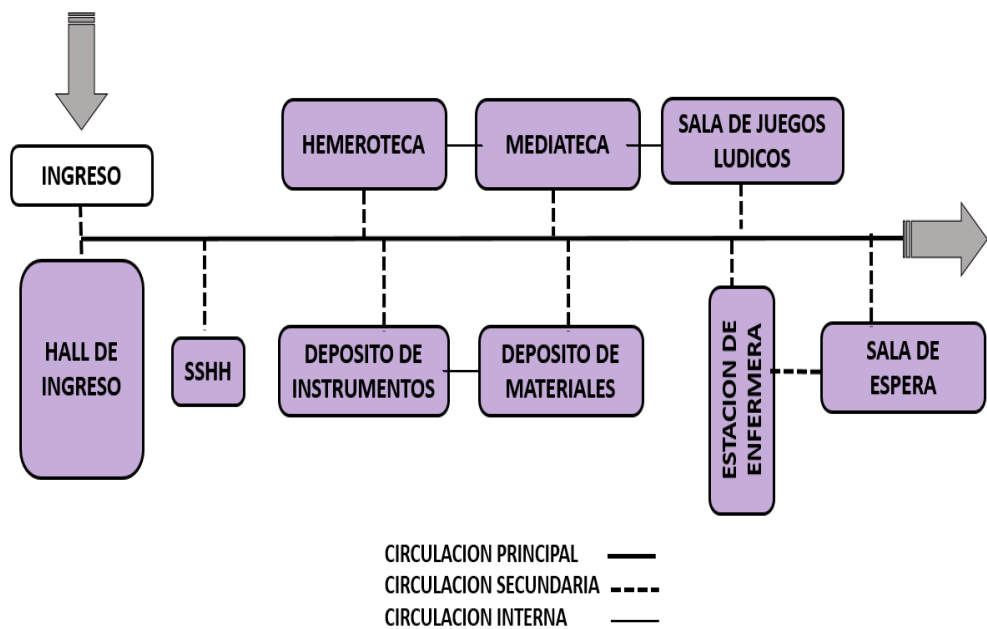 INGRESO
HEMEROTECA
MEDIATECA
SALA DE JUEGOS
LUDICOS
HALL DE
INGRESO
SSHH
DEPOSITO DE
INSTRUMENTOS
DEPOSITO DE
MATERIALES
ESTACION DE
ENFERMERA
SALA DE
ESPERA
CIRCULACION PRINCIPAL
CIRCULACION SECUNDARIA
CIRCULACION INTERNA